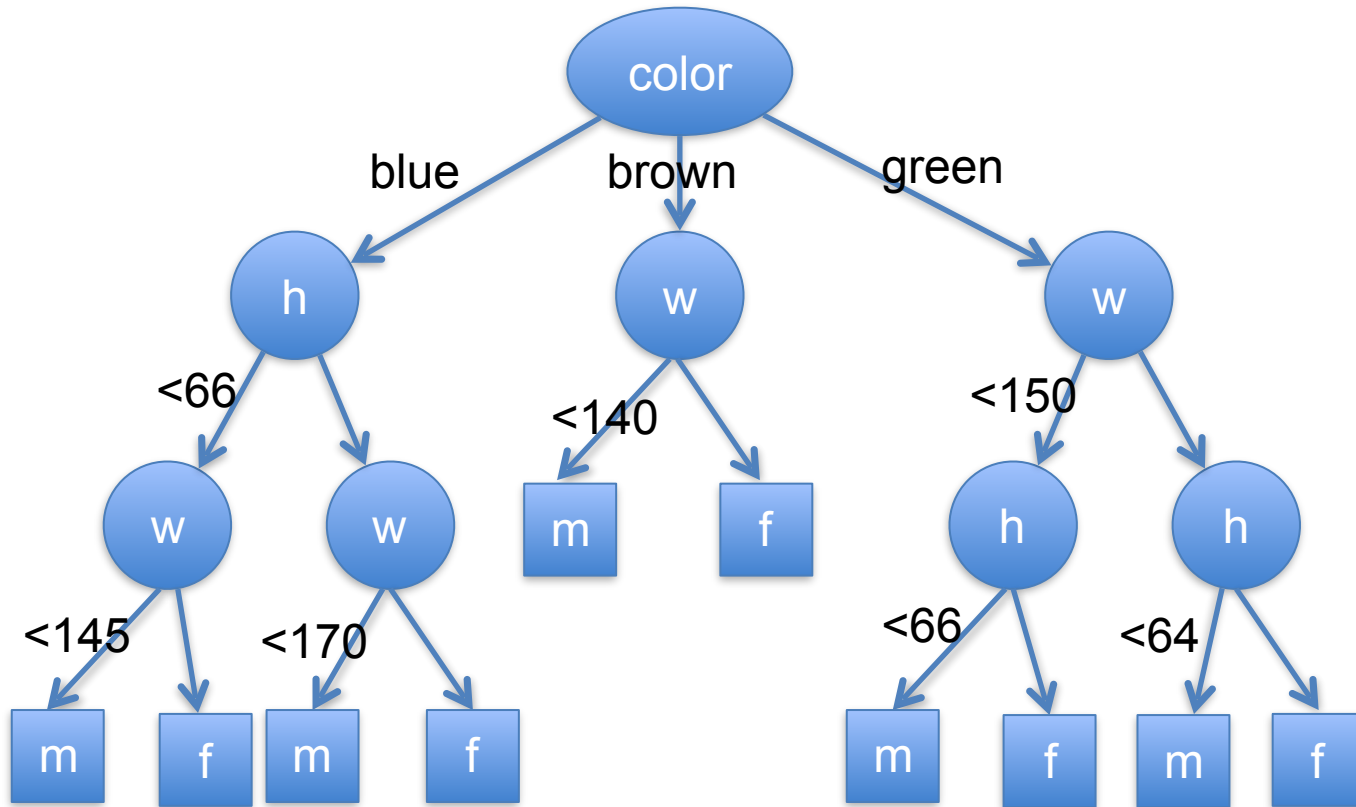 color
blue brown green
h w w
<66 <140 <150
w w m f h h
<145 <170 <66 <64
m f m f m f m f